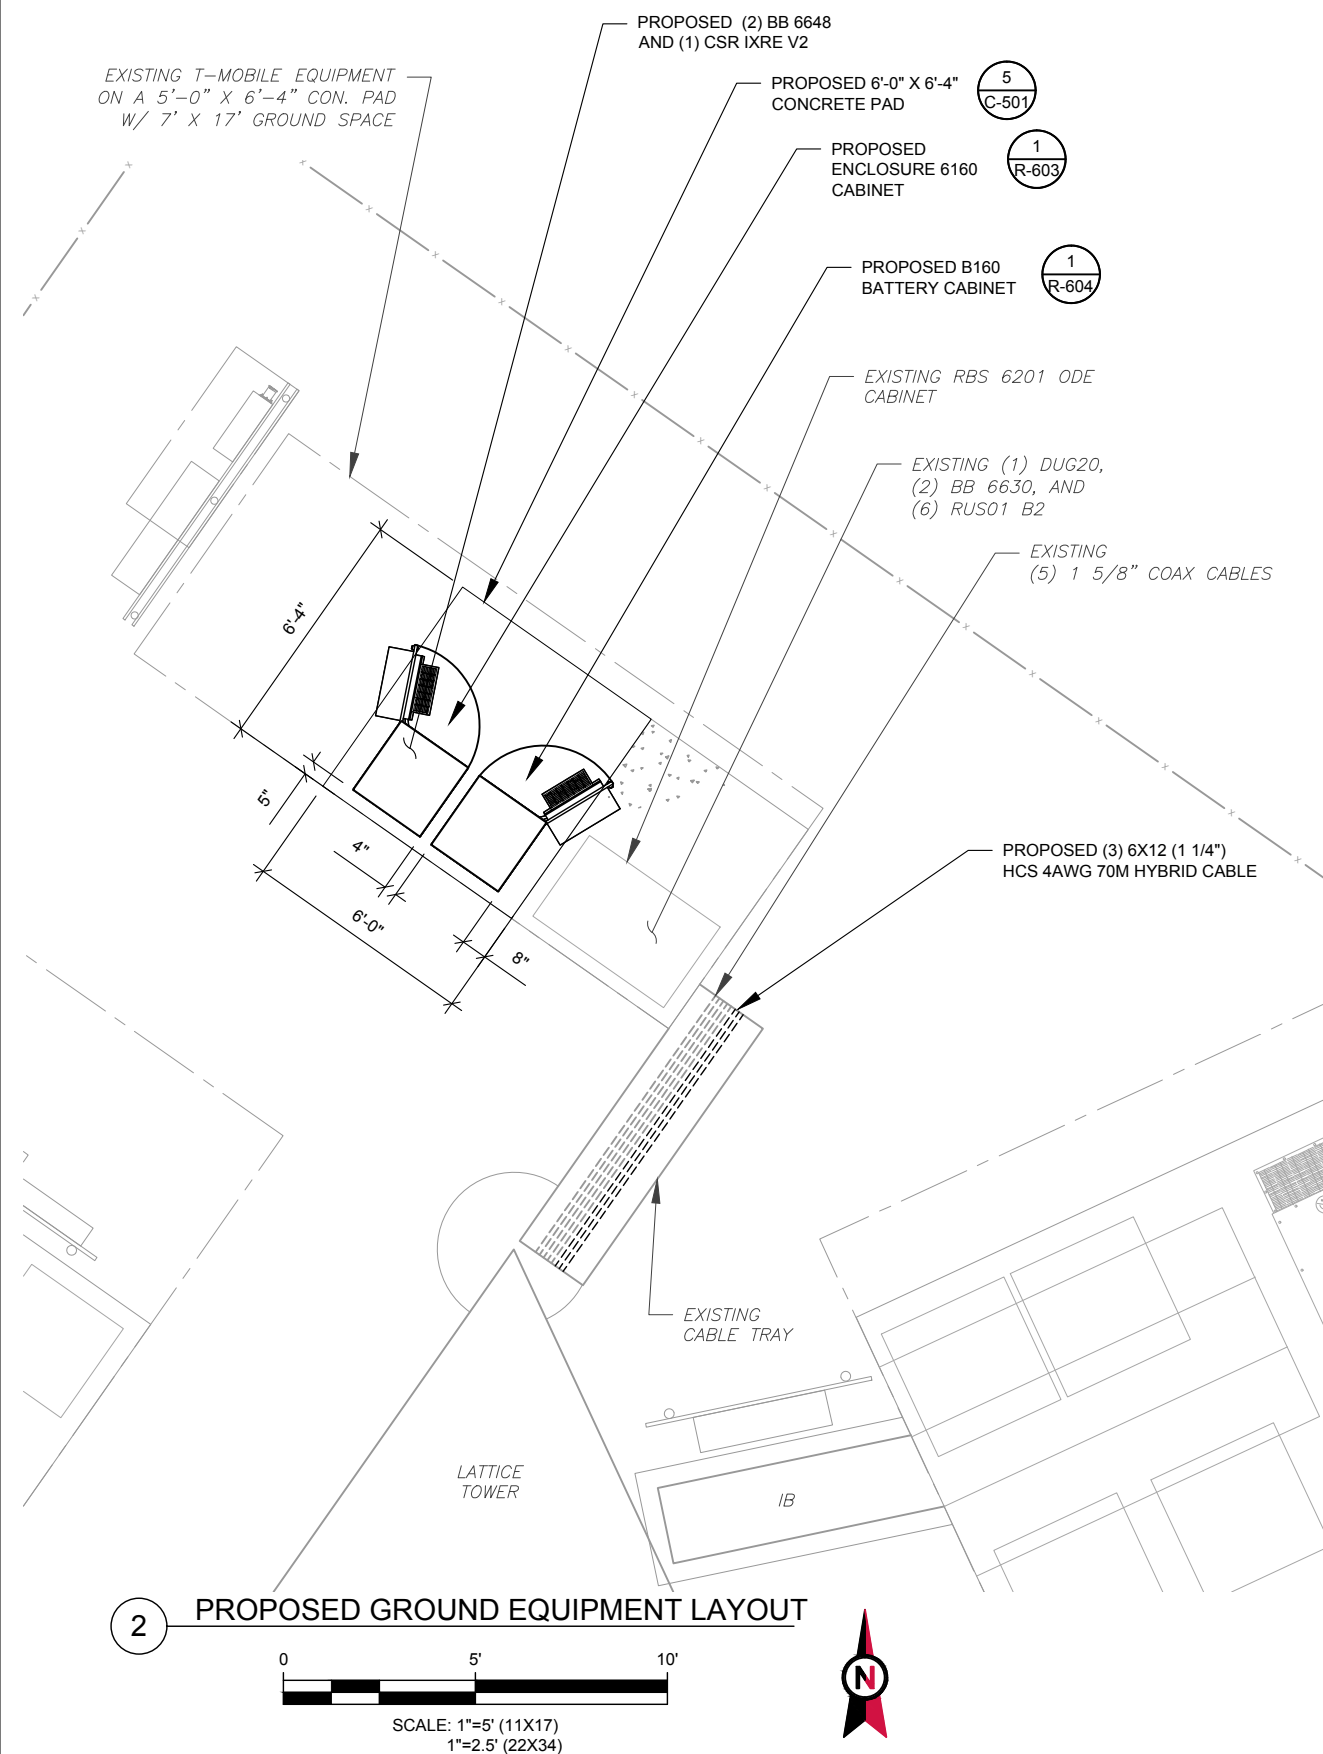 PROPOSED (2) BB 6648
AND (1) CSR IXRE V2
EXISTING T-MOBILE EQUIPMENT
ON A 5'-0" X 6'-4" CON. PAD
W/ 7' X 17' GROUND SPACE
PROPOSED 6'-0" X 6'-4"
CONCRETE PAD
5
C-501
PROPOSED
ENCLOSURE 6160
CABINET
1
R-603
PROPOSED B160
BATTERY CABINET
1
R-604
EXISTING RBS 6201 ODE
CABINET
EXISTING (1) DUG20,
(2) BB 6630, AND
(6) RUS01 B2
EXISTING
(5) 1 5/8" COAX CABLES
6'-4"
5"
4"
6'-0"
8"
PROPOSED (3) 6X12 (1 1/4")
HCS 4AWG 70M HYBRID CABLE
EXISTING
CABLE TRAY
LATTICE
TOWER
IB
2
PROPOSED GROUND EQUIPMENT LAYOUT
0 5' 10'
SCALE: 1"=5' (11X17)
1"=2.5' (22X34)
N